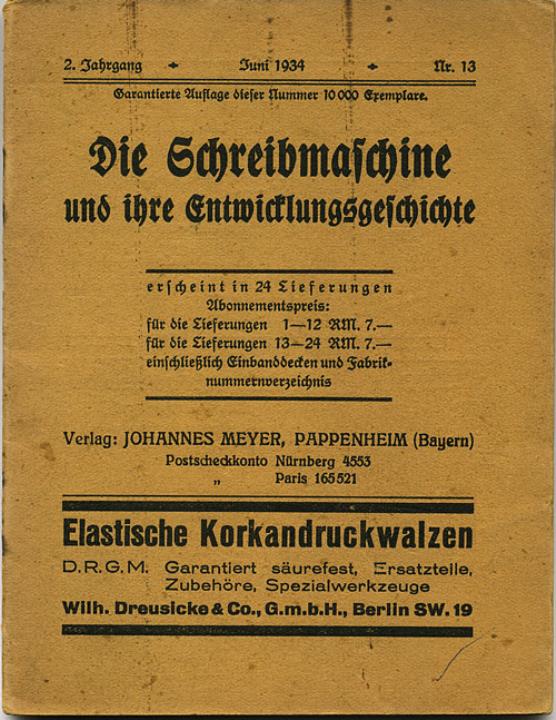 2. Jahrgang ✦ Juni 1934 ✦ Nr. 13
Garantierte Auflage dieser Nummer 10000 Exemplare.
Die Schreibmaschine
und ihre Entwicklungsgeschichte
erscheint in 24 Lieferungen
Abonnementspreis:
für die Lieferungen 1—12 RM. 7.—
für die Lieferungen 13—24 RM. 7.—
einschließlich Einbanddecken und Fabrik-
nummernverzeichnis
Verlag: JOHANNES MEYER, PAPPENHEIM (Bayern)
Postscheckkonto Nürnberg 4553
„ Paris 165521
Elastische Korkandruckwalzen
D.R.G.M. Garantiert säurefest, Ersatzteile,
Zubehöre, Spezialwerkzeuge
Wilh. Dreusicke & Co., G.m.b.H., Berlin SW. 19